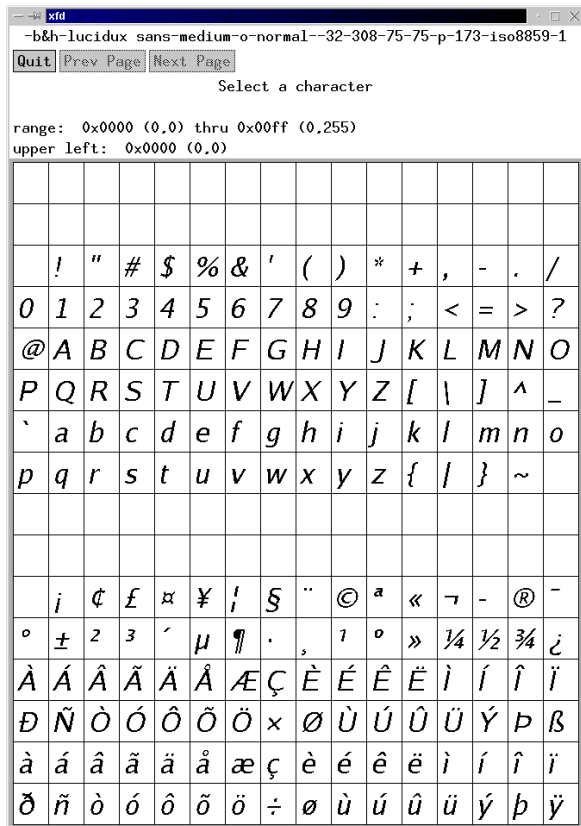 xfd
-b&h-lucidux sans-medium-o-normal--32-308-75-75-p-173-iso8859-1
Quit Prev Page Next Page
Select a character
range: 0x0000 (0,0) thru 0x00ff (0,255)
upper left: 0x0000 (0,0)
! " # $ % & ' ( ) * + , - . /
0 1 2 3 4 5 6 7 8 9 : ; < = > ?
@ A B C D E F G H I J K L M N O
P Q R S T U V W X Y Z [ \ ] ^ _
` a b c d e f g h i j k l m n o
p q r s t u v w x y z { | } ~
¡ ¢ £ ¤ ¥ ¦ § ¨ © ª « ¬ - ® ¯
° ± ² ³ ´ µ ¶ · ¸ ¹ º » ¼ ½ ¾ ¿
À Á Â Ã Ä Å Æ Ç È É Ê Ë Ì Í Î Ï
Ð Ñ Ò Ó Ô Õ Ö × Ø Ù Ú Û Ü Ý Þ ß
à á â ã ä å æ ç è é ê ë ì í î ï
ð ñ ò ó ô õ ö ÷ ø ù ú û ü ý þ ÿ